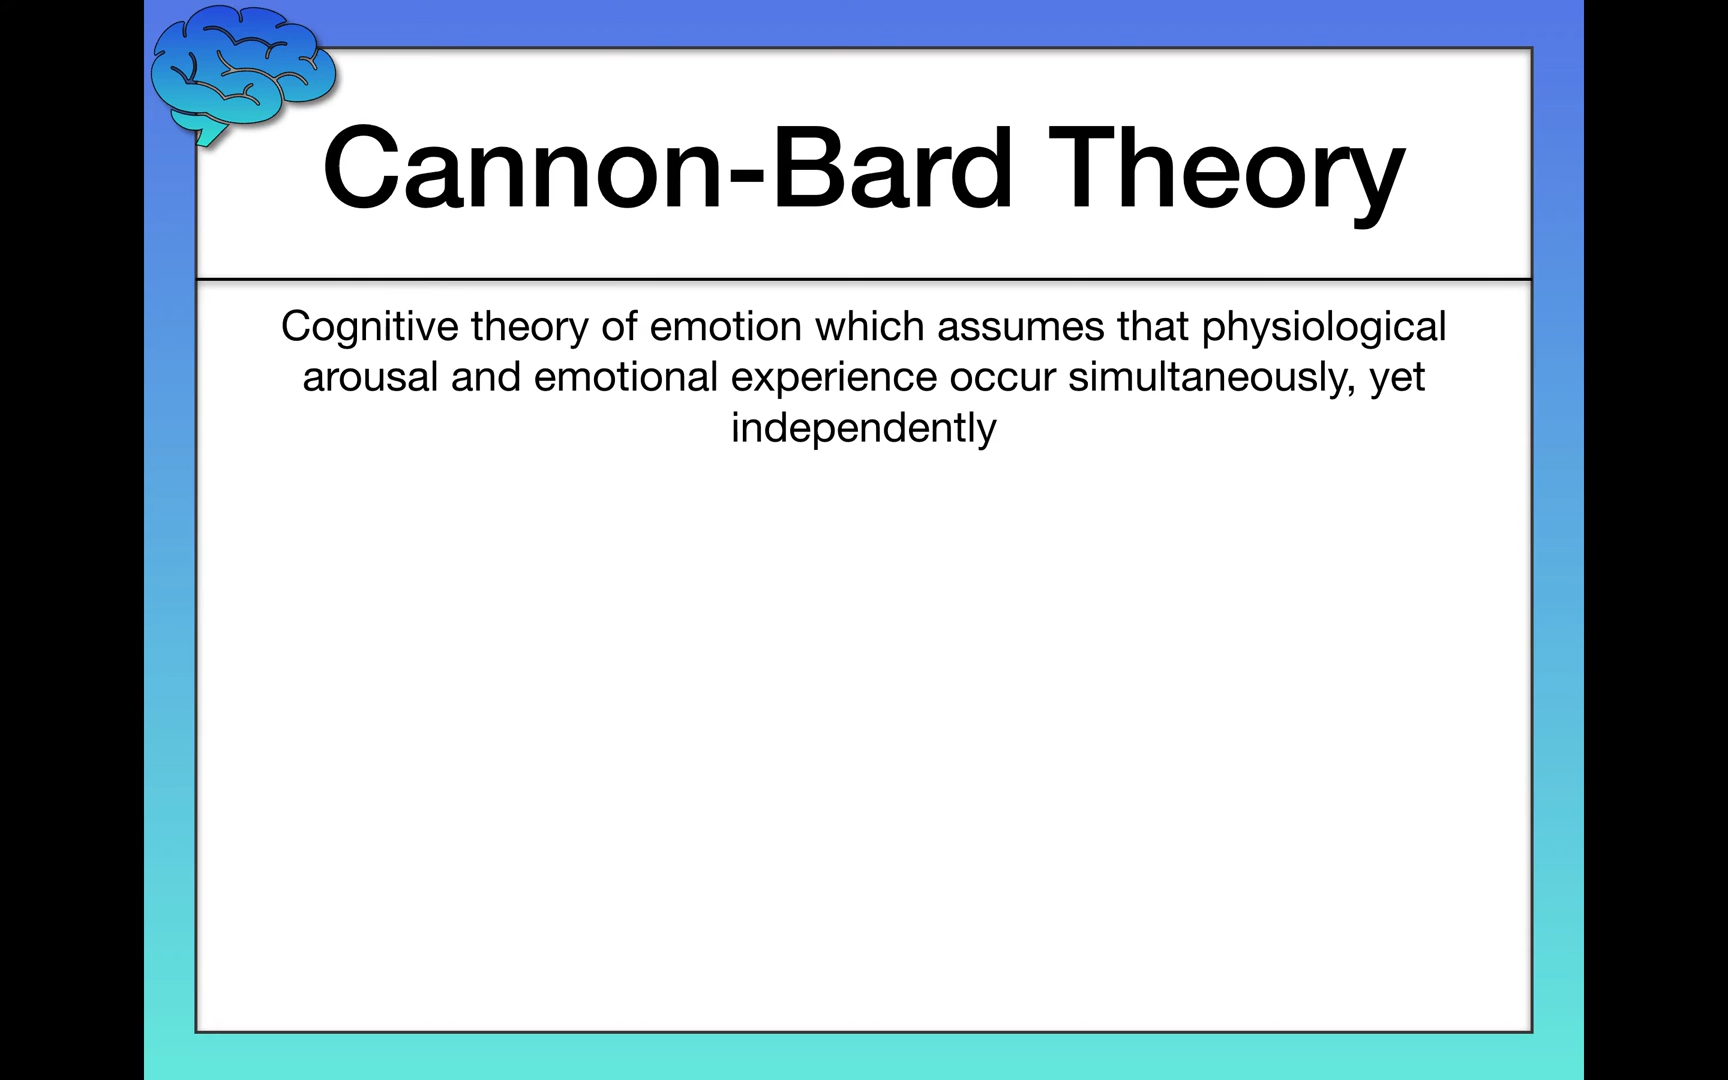 Cannon-Bard Theory
Cognitive theory of emotion which assumes that physiological
arousal and emotional experience occur simultaneously, yet
independently